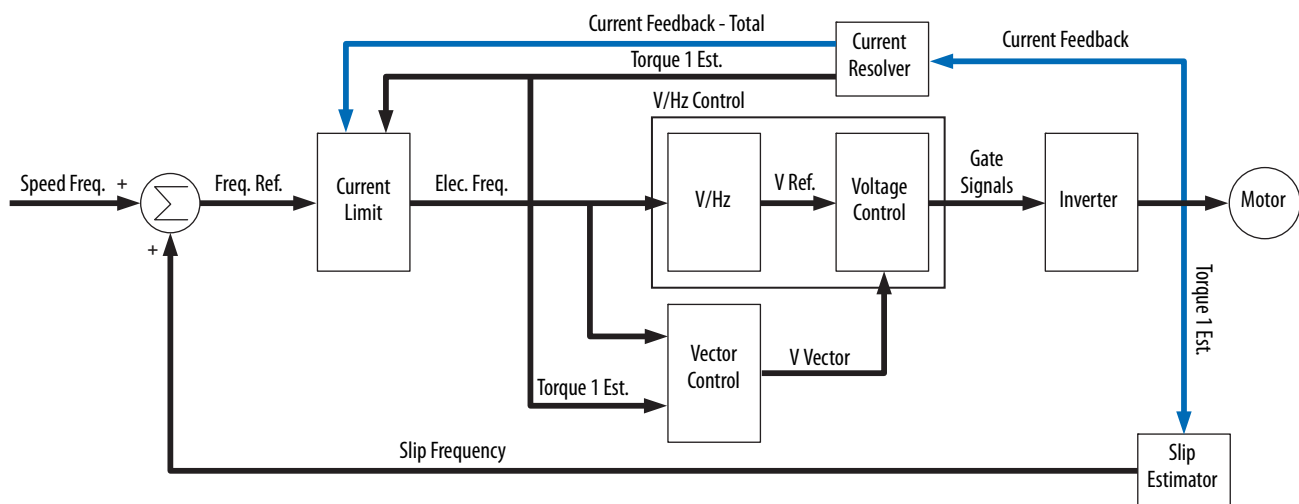 Current Feedback - Total
Current
Resolver
Current Feedback
Torque 1 Est.
V/Hz Control
Speed Freq.
+
Σ
+
Freq. Ref.
Current
Limit
Elec. Freq.
V/Hz
V Ref.
Voltage
Control
Gate
Signals
Inverter
Motor
Torque 1 Est.
Vector
Control
V Vector
Torque 1 Est.
Slip Frequency
Slip
Estimator